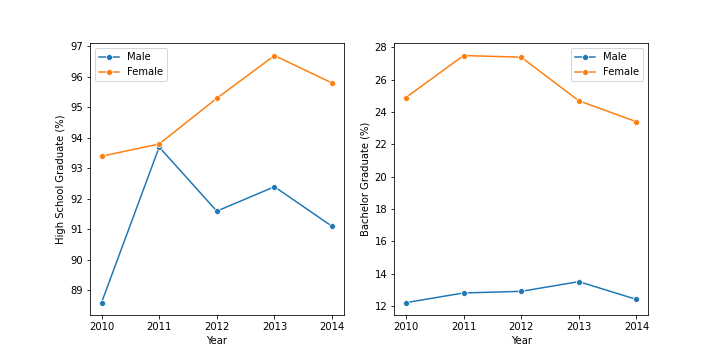 97
96
95
94
93
92
91
90
89
High School Graduate (%)
Male
Female
2010 2011 2012 2013 2014
Year
28
26
24
22
20
18
16
14
12
Bachelor Graduate (%)
Male
Female
2010 2011 2012 2013 2014
Year